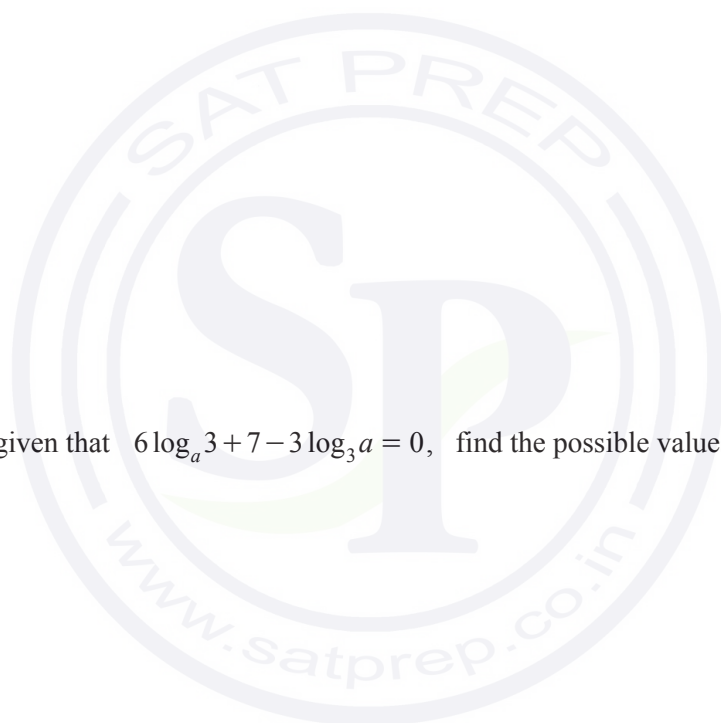 SAT PREP
SP
given that 6 log_a 3 + 7 − 3 log_3 a = 0, find the possible value
www.satprep.co.in